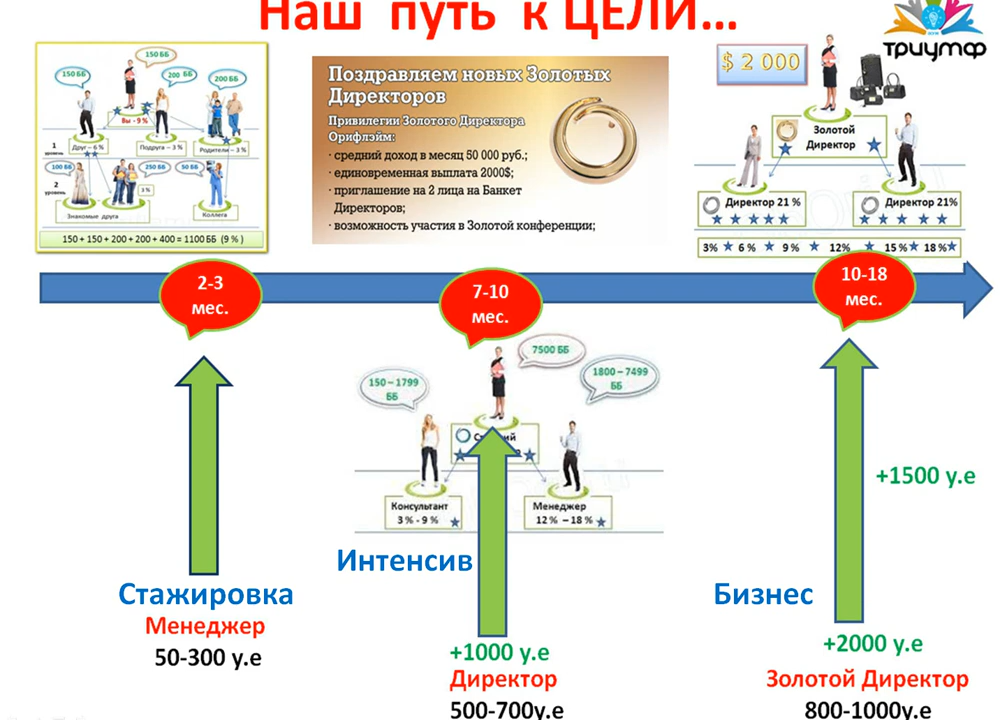 Наш путь к ЦЕЛИ...
триумф
150 ББ
150 ББ
200 ББ
200 ББ
Вы - 9 %
1
уровень
Друг – 6 %
Подруга – 3 %
Родители – 3 %
100 ББ
250 ББ
50 ББ
2
уровень
3 %
Знакомые друга
Коллега
150 + 150 + 200 + 200 + 400 = 1100 ББ (9 %)
Поздравляем новых Золотых
Директоров
Привилегии Золотого Директора
Орифлэйм:
· средний доход в месяц 50 000 руб.;
· единовременная выплата 2000$;
· приглашение на 2 лица на Банкет
Директоров;
· возможность участия в Золотой конференции;
$ 2 000
Золотой
Директор
Директор 21 %
Директор 21%
3% 6 % 9 % 12% 15 % 18 %
2-3
мес.
7-10
мес.
10-18
мес.
7500 ББ
150 – 1799
ББ
1800 – 7499
ББ
Консультант
3 % - 9 %
Менеджер
12 % – 18 %
+1500 у.е
Интенсив
Стажировка
Бизнес
Менеджер
50-300 у.е
+1000 у.е
Директор
500-700у.е
+2000 у.е
Золотой Директор
800-1000у.е